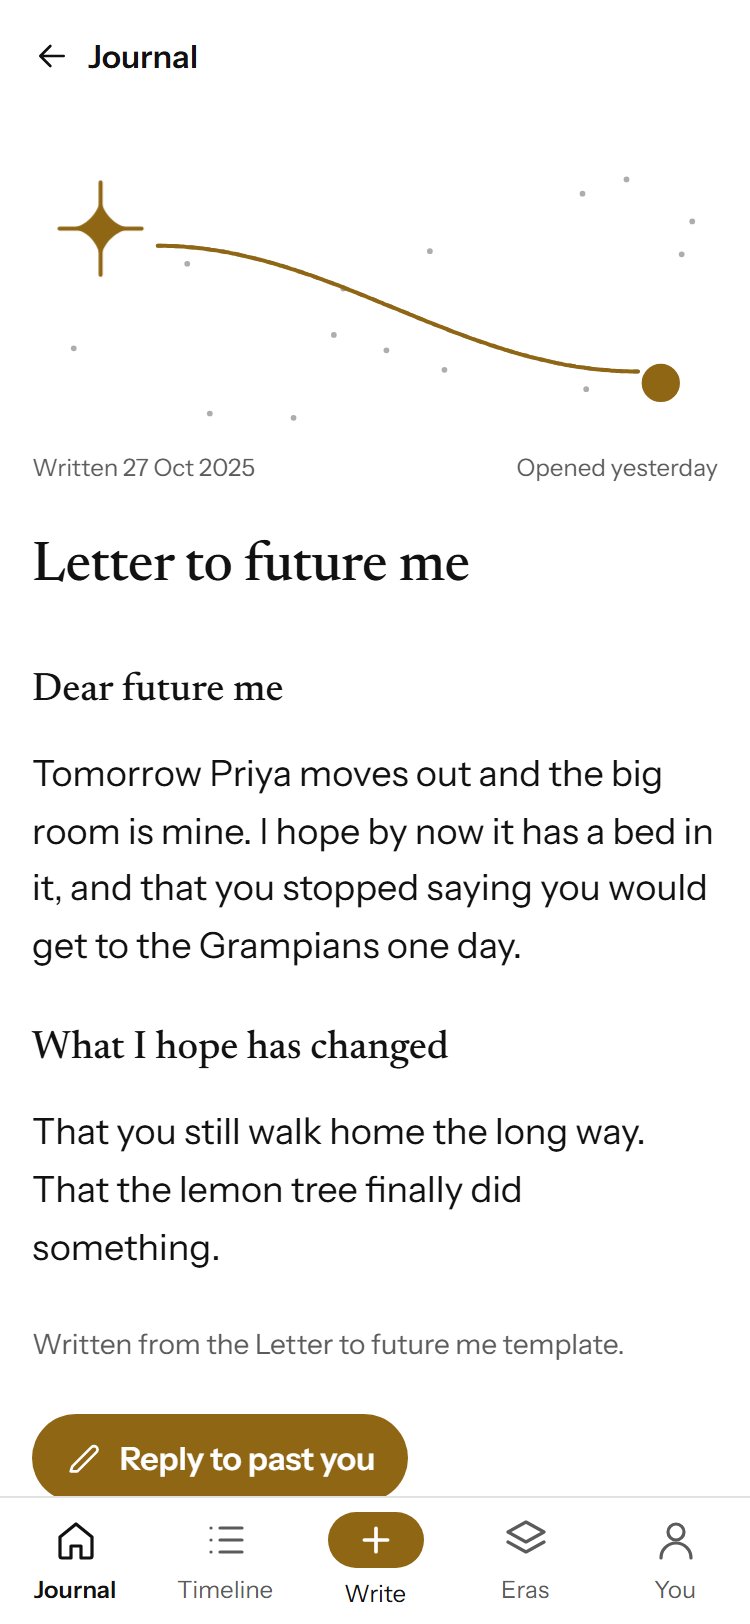 Journal
Written 27 Oct 2025
Opened yesterday
Letter to future me
Dear future me
Tomorrow Priya moves out and the big
room is mine. I hope by now it has a bed in
it, and that you stopped saying you would
get to the Grampians one day.
What I hope has changed
That you still walk home the long way.
That the lemon tree finally did
something.
Written from the Letter to future me template.
Reply to past you
Journal
Timeline
Write
Eras
You